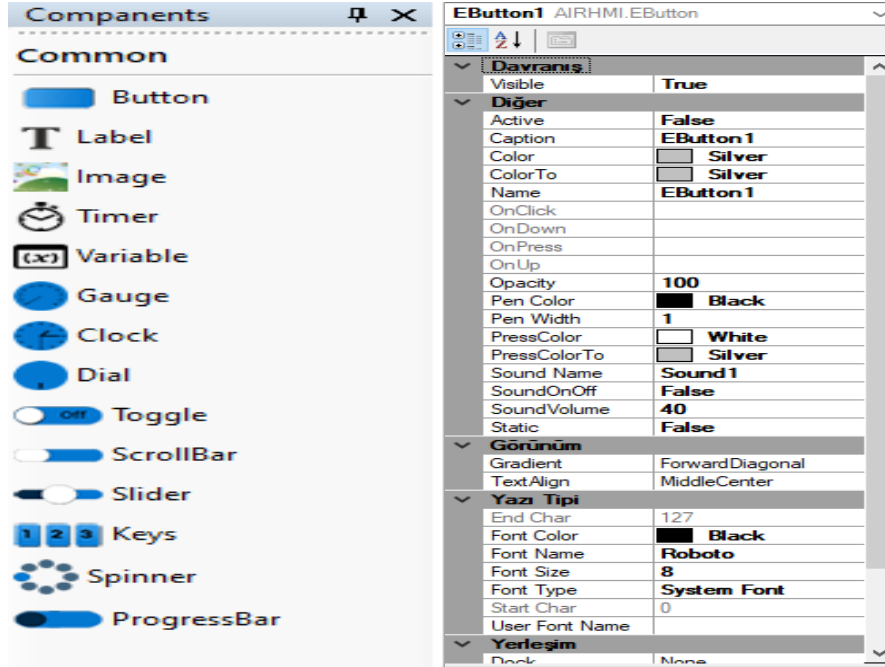 Companents
Common
Button
Label
Image
Timer
(x) Variable
Gauge
Clock
Dial
Off Toggle
ScrollBar
Slider
1 2 3 Keys
Spinner
ProgressBar
EButton1 AIRHMI.EButton
A Z
Davranış
Visible True
Diğer
Active False
Caption EButton1
Color Silver
ColorTo Silver
Name EButton1
OnClick
OnDown
OnPress
OnUp
Opacity 100
Pen Color Black
Pen Width 1
PressColor White
PressColorTo Silver
Sound Name Sound1
SoundOnOff False
SoundVolume 40
Static False
Görünüm
Gradient ForwardDiagonal
TextAlign MiddleCenter
Yazı Tipi
End Char 127
Font Color Black
Font Name Roboto
Font Size 8
Font Type System Font
Start Char 0
User Font Name
Yerleşim
Dock None